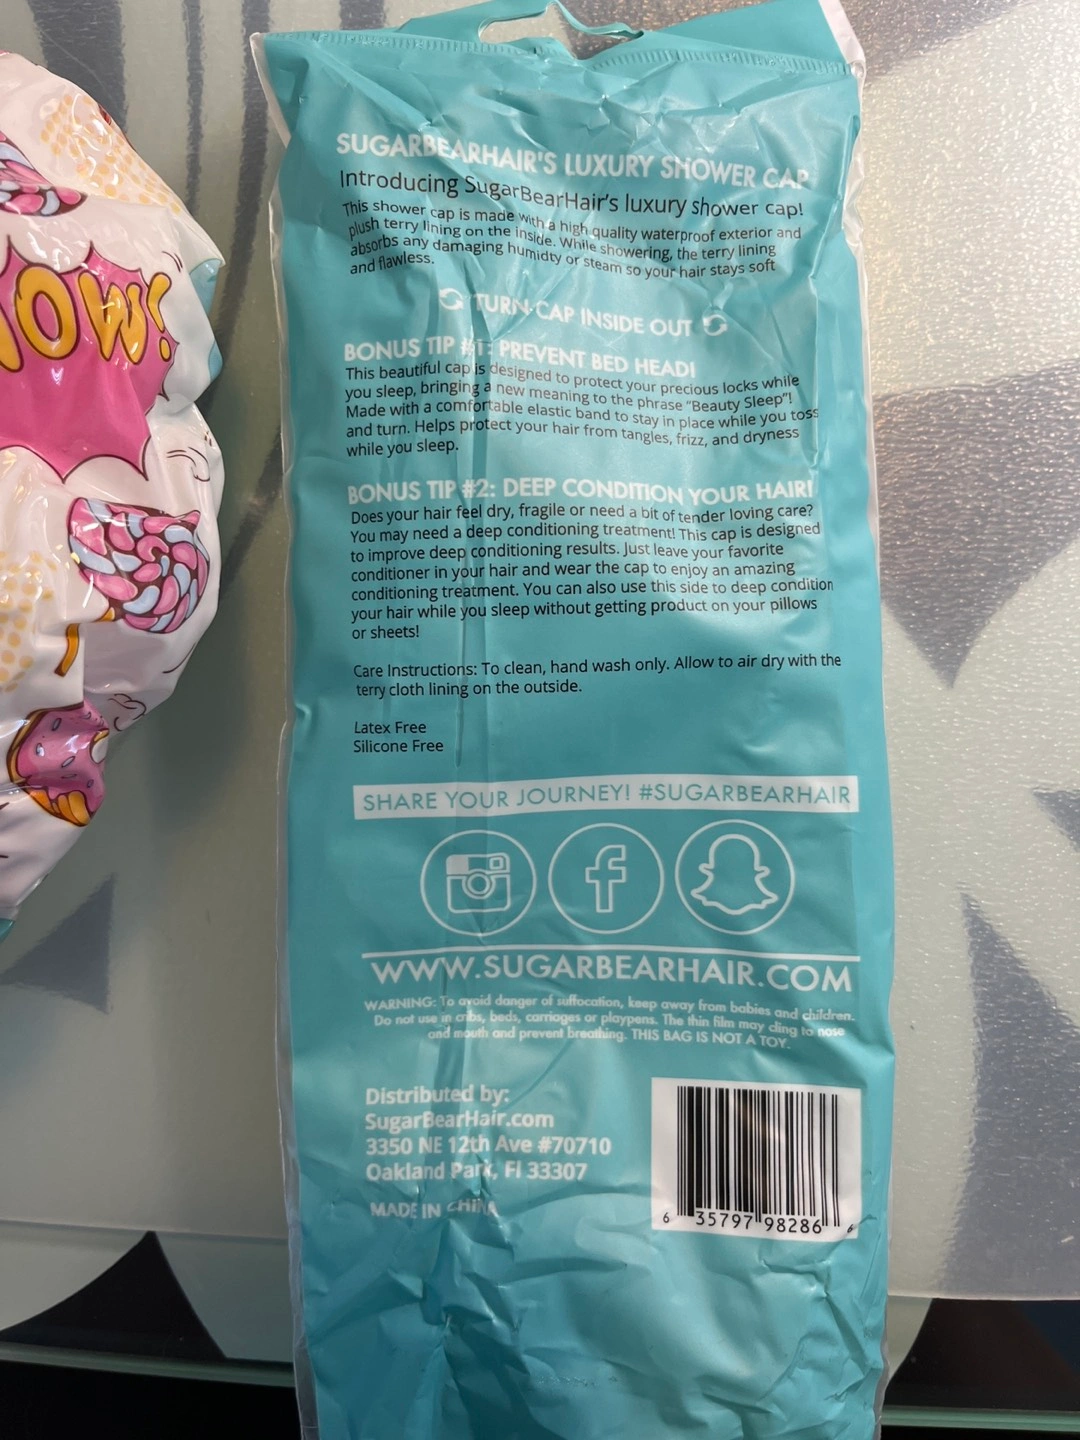 OW!
SUGARBEARHAIR'S LUXURY SHOWER CAP
Introducing SugarBearHair's luxury shower cap!
This shower cap is made with a high quality waterproof exterior and
plush terry lining on the inside. While showering, the terry lining
absorbs any damaging humidty or steam so your hair stays soft
and flawless.
TURN CAP INSIDE OUT
BONUS TIP #1: PREVENT BED HEAD!
This beautiful cap is designed to protect your precious locks while
you sleep, bringing a new meaning to the phrase "Beauty Sleep"!
Made with a comfortable elastic band to stay in place while you toss
and turn. Helps protect your hair from tangles, frizz, and dryness
while you sleep.
BONUS TIP #2: DEEP CONDITION YOUR HAIR!
Does your hair feel dry, fragile or need a bit of tender loving care?
You may need a deep conditioning treatment! This cap is designed
to improve deep conditioning results. Just leave your favorite
conditioner in your hair and wear the cap to enjoy an amazing
conditioning treatment. You can also use this side to deep condition
your hair while you sleep without getting product on your pillows
or sheets!
Care Instructions: To clean, hand wash only. Allow to air dry with the
terry cloth lining on the outside.
Latex Free
Silicone Free
SHARE YOUR JOURNEY! #SUGARBEARHAIR
WWW.SUGARBEARHAIR.COM
WARNING: To avoid danger of suffocation, keep away from babies and children.
Do not use in cribs, beds, carriages or playpens. The thin film may cling to nose
and mouth and prevent breathing. THIS BAG IS NOT A TOY.
Distributed by:
SugarBearHair.com
3350 NE 12th Ave #70710
Oakland Park, Fl 33307
MADE IN CHINA
6 35797 98286 6